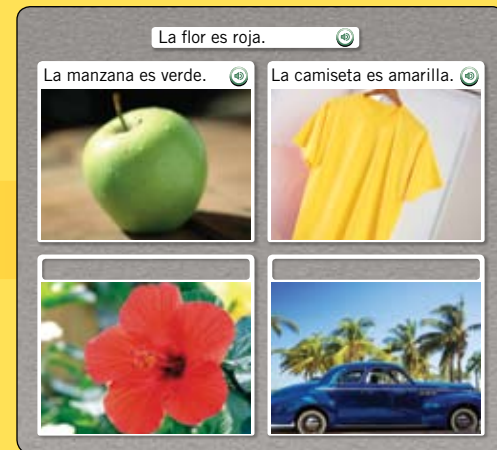 La flor es roja.
La manzana es verde.
La camiseta es amarilla.